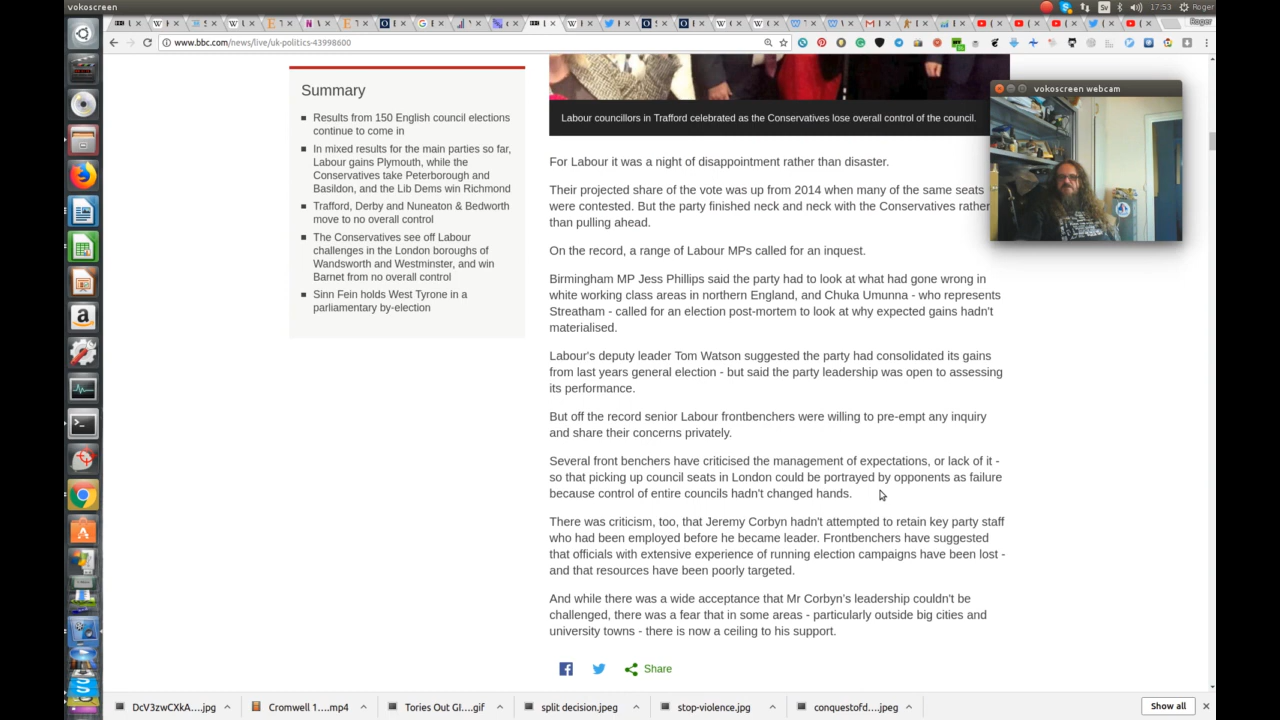 vokoscreen
Sv
17:53
Roger
Roger
www.bbc.com/news/live/uk-politics-43998600
Summary
Results from 150 English council elections
continue to come in
In mixed results for the main parties so far,
Labour gains Plymouth, while the
Conservatives take Peterborough and
Basildon, and the Lib Dems win Richmond
Trafford, Derby and Nuneaton & Bedworth
move to no overall control
The Conservatives see off Labour
challenges in the London boroughs of
Wandsworth and Westminster, and win
Barnet from no overall control
Sinn Fein holds West Tyrone in a
parliamentary by-election
vokoscreen webcam
Labour councillors in Trafford celebrated as the Conservatives lose overall control of the council.
For Labour it was a night of disappointment rather than disaster.
Their projected share of the vote was up from 2014 when many of the same seats
were contested. But the party finished neck and neck with the Conservatives rather
than pulling ahead.
On the record, a range of Labour MPs called for an inquest.
Birmingham MP Jess Phillips said the party had to look at what had gone wrong in
white working class areas in northern England, and Chuka Umunna - who represents
Streatham - called for an election post-mortem to look at why expected gains hadn't
materialised.
Labour's deputy leader Tom Watson suggested the party had consolidated its gains
from last years general election - but said the party leadership was open to assessing
its performance.
But off the record senior Labour frontbenchers were willing to pre-empt any inquiry
and share their concerns privately.
Several front benchers have criticised the management of expectations, or lack of it -
so that picking up council seats in London could be portrayed by opponents as failure
because control of entire councils hadn't changed hands.
There was criticism, too, that Jeremy Corbyn hadn't attempted to retain key party staff
who had been employed before he became leader. Frontbenchers have suggested
that officials with extensive experience of running election campaigns have been lost -
and that resources have been poorly targeted.
And while there was a wide acceptance that Mr Corbyn's leadership couldn't be
challenged, there was a fear that in some areas - particularly outside big cities and
university towns - there is now a ceiling to his support.
Share
DcV3zwCXkA....jpg
Cromwell 1....mp4
Tories Out GI....gif
split decision.jpeg
stop-violence.jpg
conquestofd....jpeg
Show all